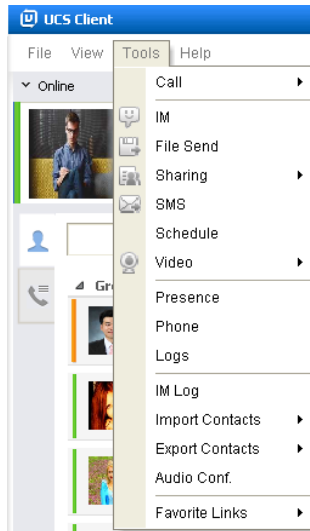 UCS Client
File View Tools Help
Online
Call
IM
File Send
Sharing
SMS
Schedule
Video
Presence
Phone
Logs
IM Log
Import Contacts
Export Contacts
Audio Conf.
Favorite Links